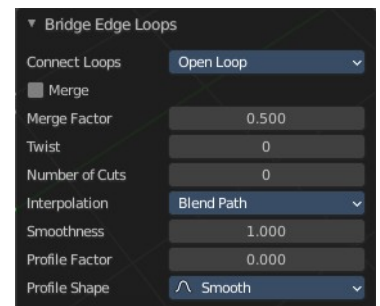 Bridge Edge Loops
Connect Loops Open Loop
Merge
Merge Factor 0.500
Twist 0
Number of Cuts 0
Interpolation Blend Path
Smoothness 1.000
Profile Factor 0.000
Profile Shape Smooth